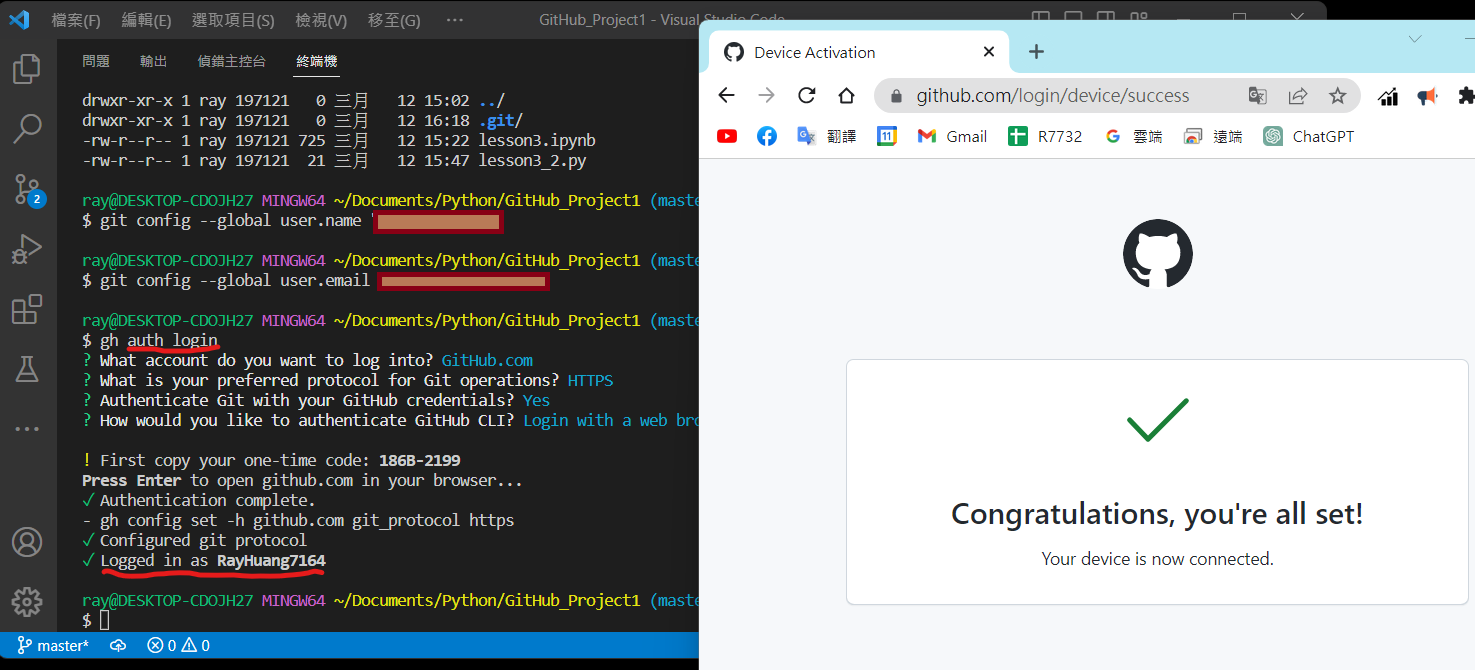 檔案(F) 編輯(E) 選取項目(S) 檢視(V) 移至(G) ··· GitHub_Project1 - Visual Studio Code
問題 輸出 偵錯主控台 終端機
drwxr-xr-x 1 ray 197121 0 三月 12 15:02 ../
drwxr-xr-x 1 ray 197121 0 三月 12 16:18 .git/
-rw-r--r-- 1 ray 197121 725 三月 12 15:22 lesson3.ipynb
-rw-r--r-- 1 ray 197121 21 三月 12 15:47 lesson3_2.py
ray@DESKTOP-CDOJH27 MINGW64 ~/Documents/Python/GitHub_Project1 (maste
$ git config --global user.name "
ray@DESKTOP-CDOJH27 MINGW64 ~/Documents/Python/GitHub_Project1 (maste
$ git config --global user.email
ray@DESKTOP-CDOJH27 MINGW64 ~/Documents/Python/GitHub_Project1 (maste
$ gh auth login
? What account do you want to log into? GitHub.com
? What is your preferred protocol for Git operations? HTTPS
? Authenticate Git with your GitHub credentials? Yes
? How would you like to authenticate GitHub CLI? Login with a web bro
! First copy your one-time code: 186B-2199
Press Enter to open github.com in your browser...
✓ Authentication complete.
- gh config set -h github.com git_protocol https
✓ Configured git protocol
✓ Logged in as RayHuang7164
ray@DESKTOP-CDOJH27 MINGW64 ~/Documents/Python/GitHub_Project1 (maste
$
2
master* 0 0
Device Activation
github.com/login/device/success
翻譯 11 Gmail R7732 雲端 遠端 ChatGPT
Congratulations, you're all set!
Your device is now connected.